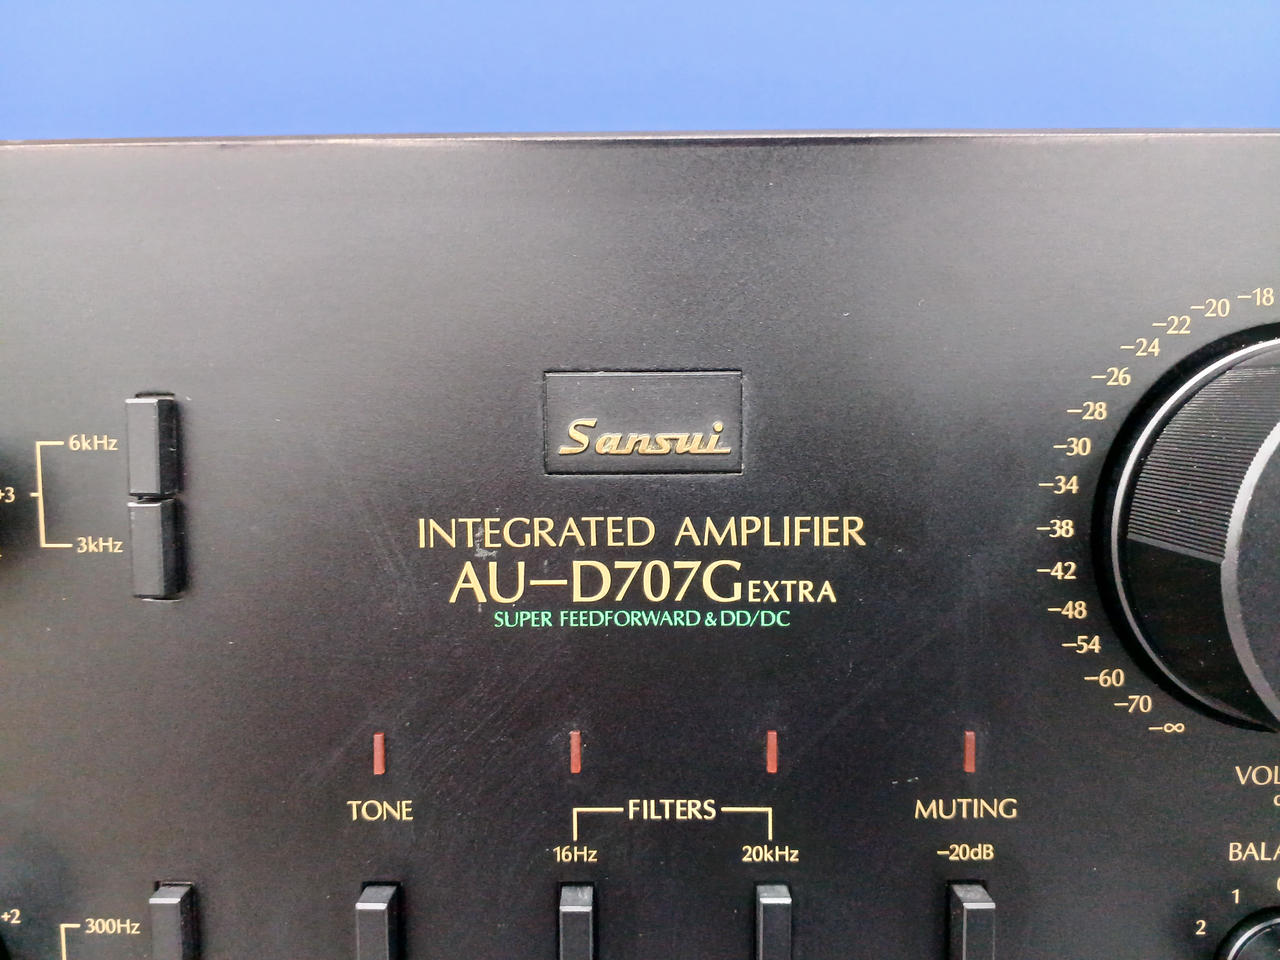 Sansui
INTEGRATED AMPLIFIER
AU–D707G EXTRA
SUPER FEEDFORWARD & DD/DC
6kHz
+3
3kHz
–18
–20
–22
–24
–26
–28
–30
–34
–38
–42
–48
–54
–60
–70
–∞
TONE
FILTERS
MUTING
16Hz
20kHz
–20dB
+2
300Hz
1
2